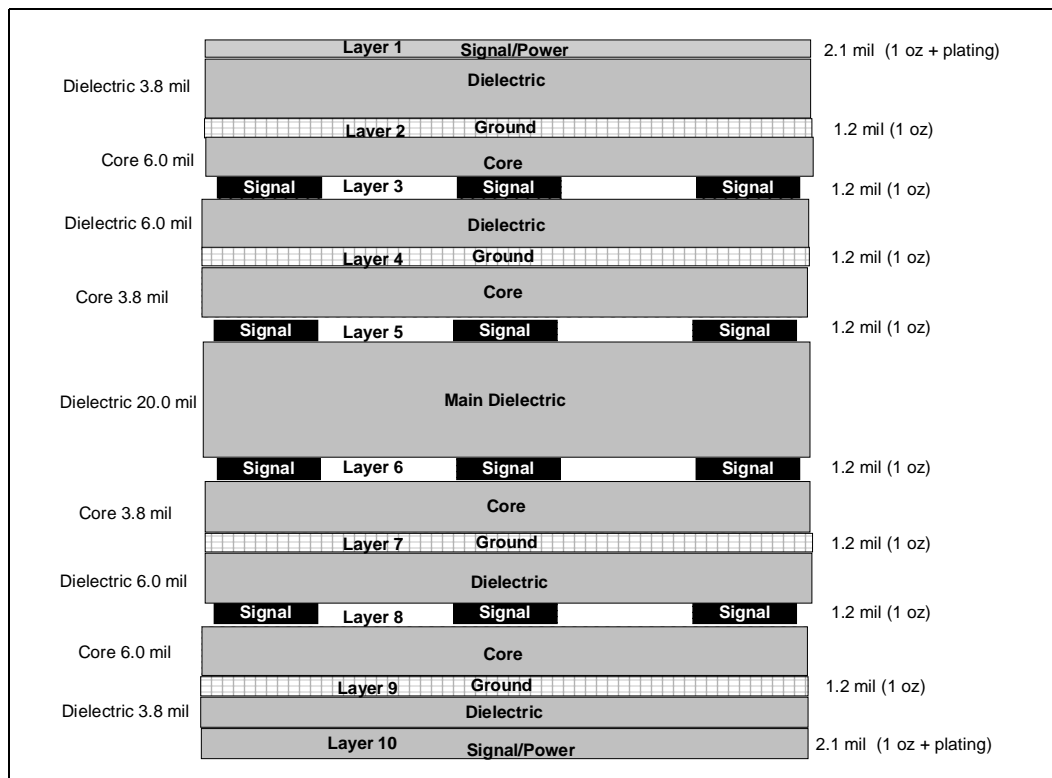 Layer 1 Signal/Power 2.1 mil (1 oz + plating)
Dielectric 3.8 mil Dielectric
Layer 2 Ground 1.2 mil (1 oz)
Core 6.0 mil Core
Signal Layer 3 Signal Signal 1.2 mil (1 oz)
Dielectric 6.0 mil Dielectric
Layer 4 Ground 1.2 mil (1 oz)
Core 3.8 mil Core
Signal Layer 5 Signal Signal 1.2 mil (1 oz)
Dielectric 20.0 mil Main Dielectric
Signal Layer 6 Signal Signal 1.2 mil (1 oz)
Core 3.8 mil Core
Layer 7 Ground 1.2 mil (1 oz)
Dielectric 6.0 mil Dielectric
Signal Layer 8 Signal Signal 1.2 mil (1 oz)
Core 6.0 mil Core
Layer 9 Ground 1.2 mil (1 oz)
Dielectric 3.8 mil Dielectric
Layer 10 Signal/Power 2.1 mil (1 oz + plating)